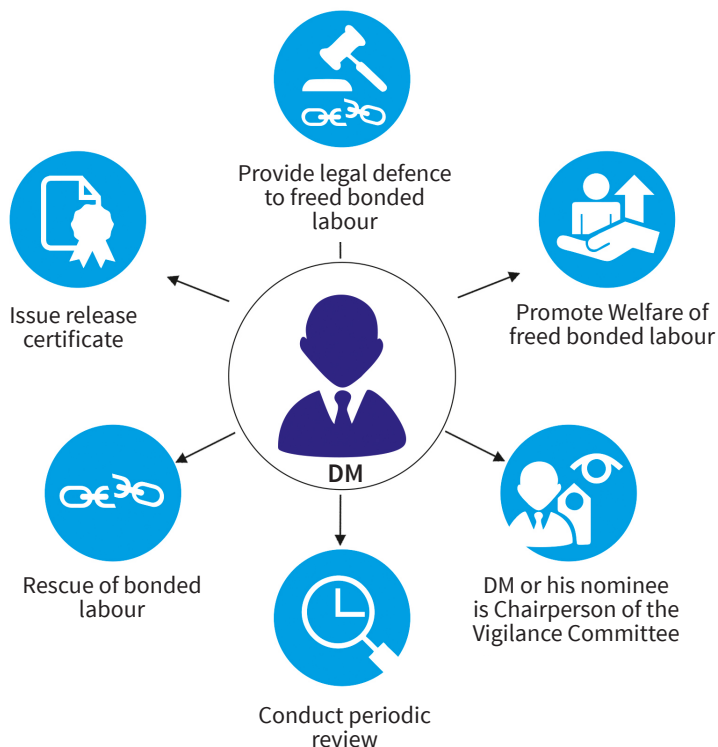 Provide legal defence
to freed bonded
labour
Issue release
certificate
Promote Welfare of
freed bonded labour
DM
Rescue of bonded
labour
DM or his nominee
is Chairperson of the
Vigilance Committee
Conduct periodic
review